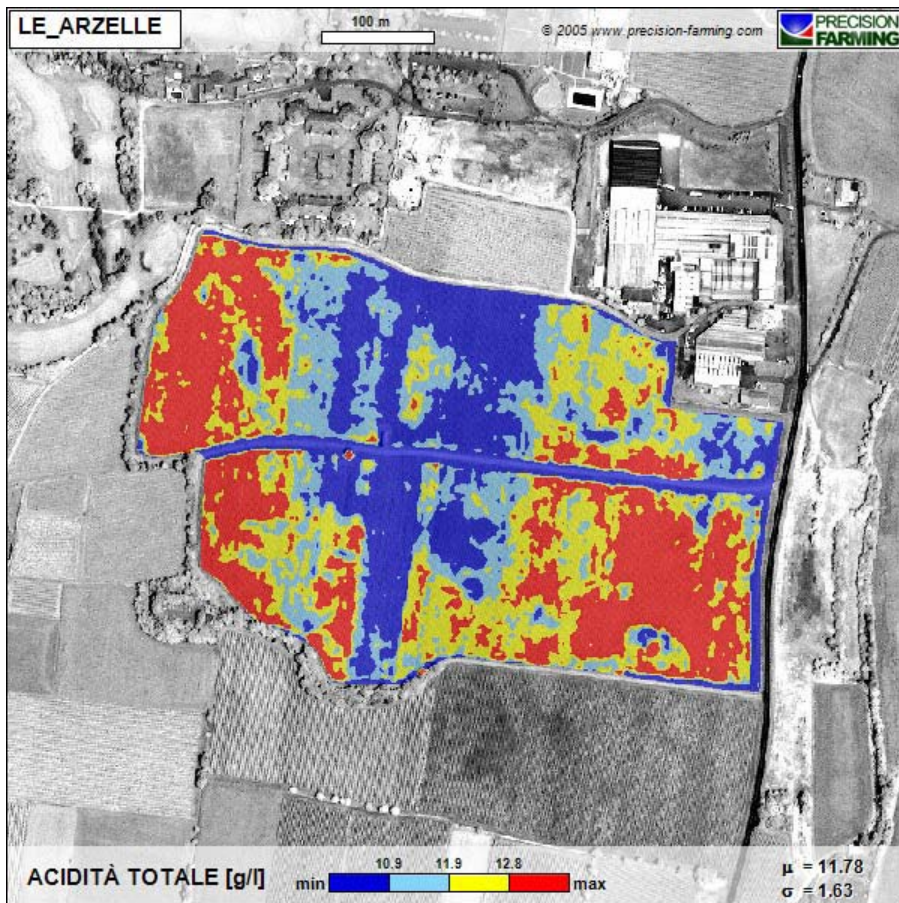 LE_ARZELLE
100 m
© 2005 www.precision-farming.com
PRECISION
FARMING
ACIDITÀ TOTALE [g/l]
min
10.9 11.9 12.8
max
μ = 11.78
σ = 1.63